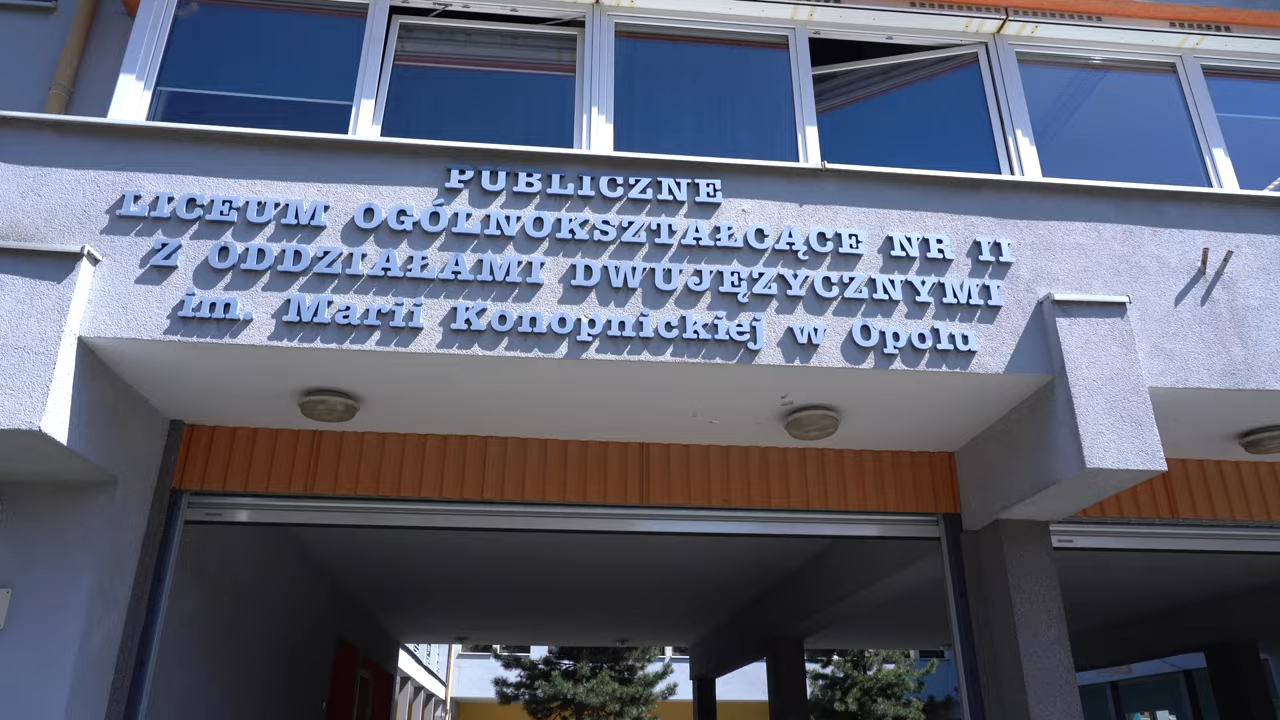 PUBLICZNE
LICEUM OGÓLNOKSZTAŁCĄCE NR II
Z ODDZIAŁAMI DWUJĘZYCZNYMI
im. Marii Konopnickiej w Opolu